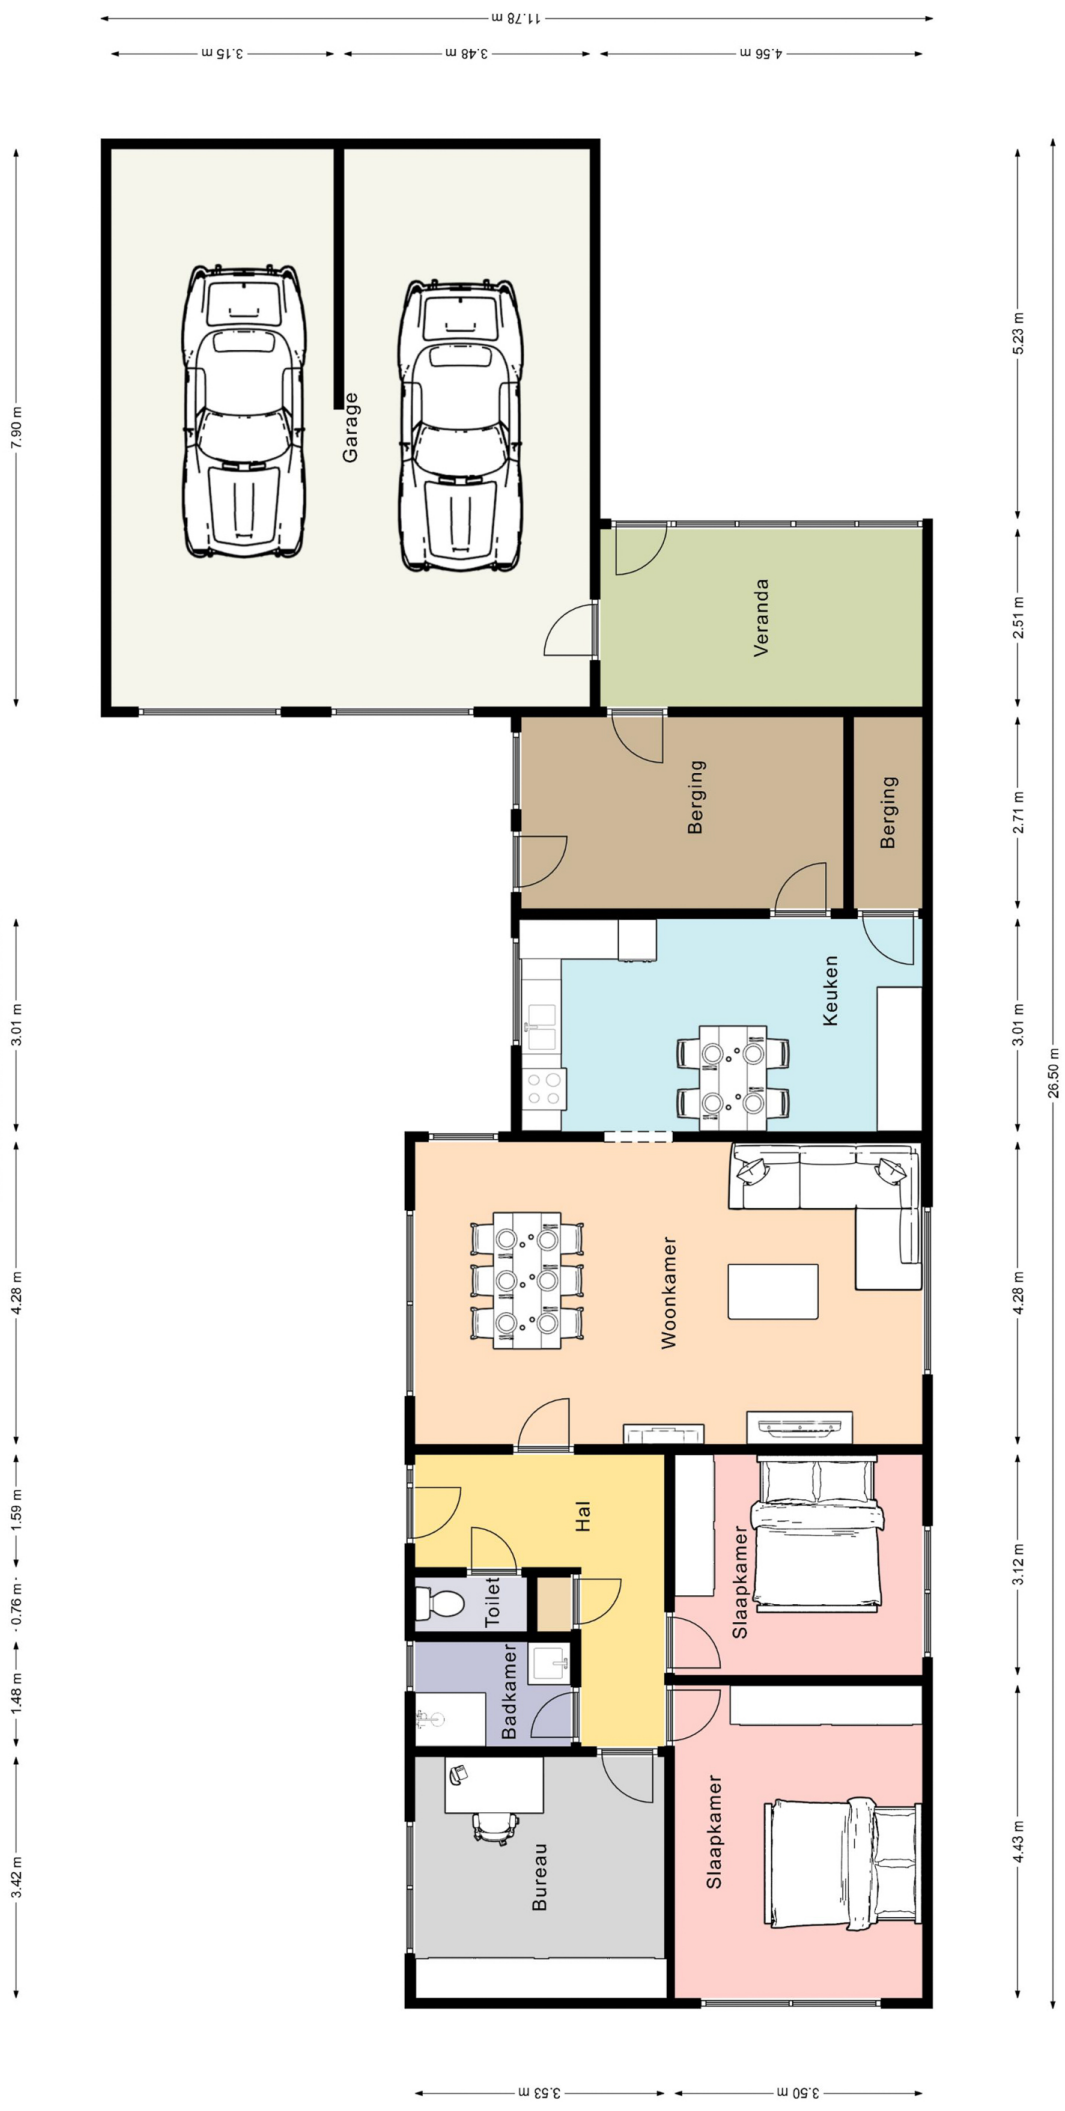 11.78 m
3.15 m
3.48 m
4.56 m
7.90 m
5.23 m
Garage
Veranda
2.51 m
Berging
Berging
2.71 m
Keuken
3.01 m
3.01 m
26.50 m
Woonkamer
4.28 m
4.28 m
Hal
1.59 m
Toilet
0.76 m
Slaapkamer
3.12 m
Badkamer
1.48 m
Slaapkamer
4.43 m
Bureau
3.42 m
3.53 m
3.50 m